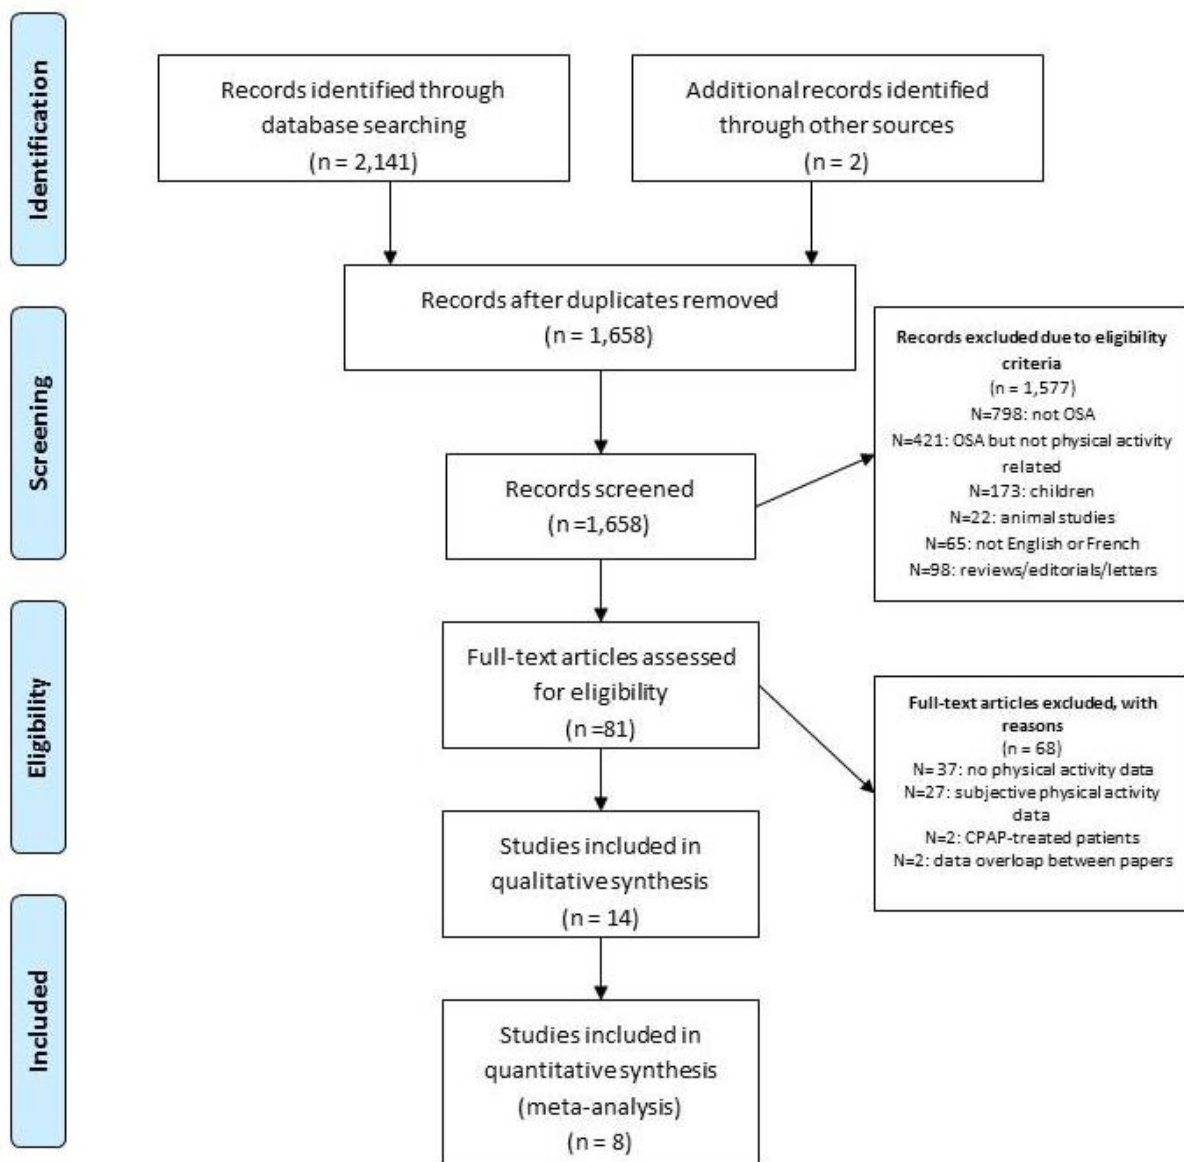 Identification
Records identified through
database searching
(n = 2,141)
Additional records identified
through other sources
(n = 2)
Records after duplicates removed
(n = 1,658)
Screening
Records screened
(n =1,658)
Records excluded due to eligibility
criteria
(n = 1,577)
N=798: not OSA
N=421: OSA but not physical activity
related
N=173: children
N=22: animal studies
N=65: not English or French
N=98: reviews/editorials/letters
Eligibility
Full-text articles assessed
for eligibility
(n =81)
Full-text articles excluded, with
reasons
(n = 68)
N=37: no physical activity data
N=27: subjective physical activity
data
N=2: CPAP-treated patients
N=2: data overloap between papers
Studies included in
qualitative synthesis
(n = 14)
Included
Studies included in
quantitative synthesis
(meta-analysis)
(n = 8)